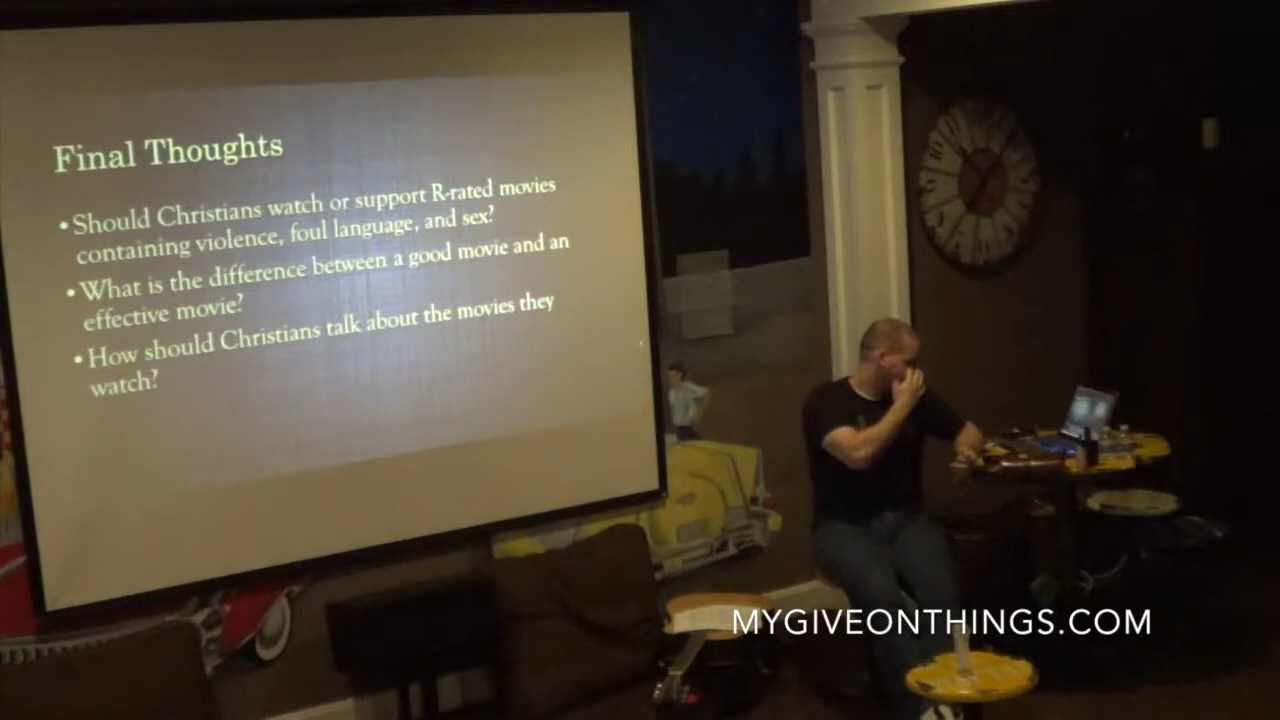 Final Thoughts
•Should Christians watch or support R-rated movies
containing violence, foul language, and sex?
•What is the difference between a good movie and an
effective movie?
•How should Christians talk about the movies they
watch?
MYGIVEONTHINGS.COM